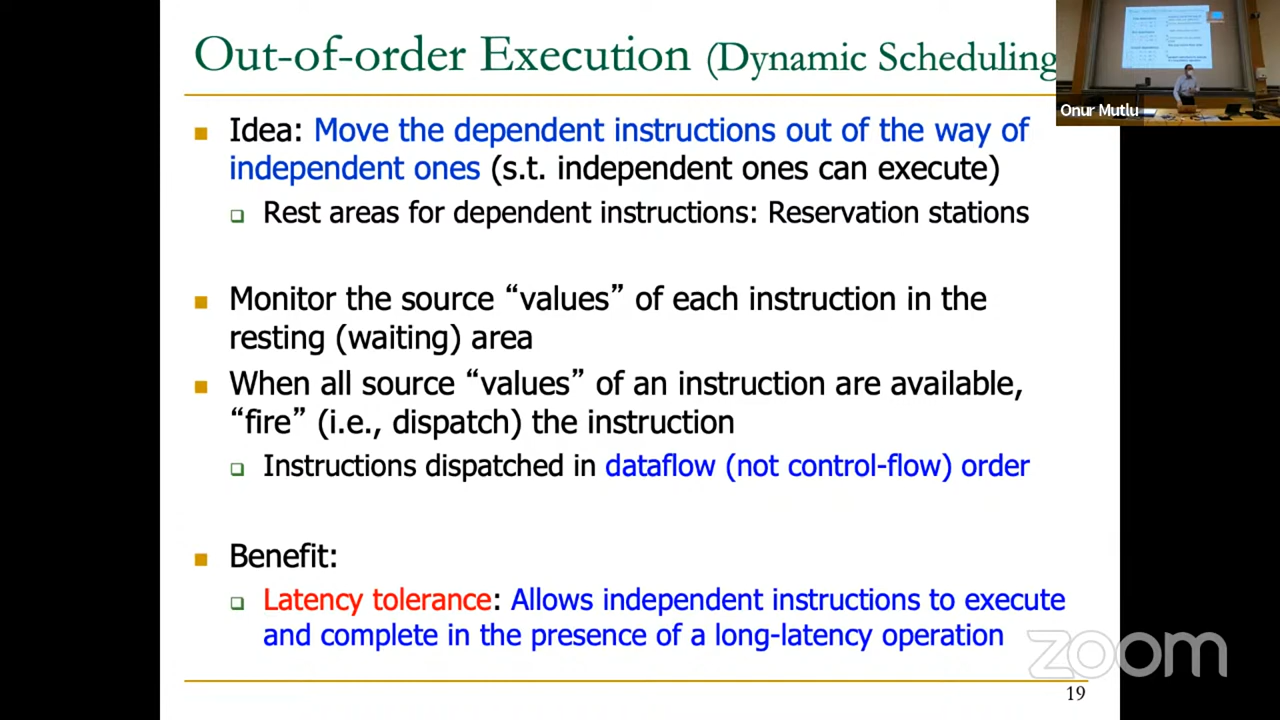 Out-of-order Execution (Dynamic Scheduling
Onur Mutlu
Idea: Move the dependent instructions out of the way of
independent ones (s.t. independent ones can execute)
Rest areas for dependent instructions: Reservation stations
Monitor the source “values” of each instruction in the
resting (waiting) area
When all source “values” of an instruction are available,
“fire” (i.e., dispatch) the instruction
Instructions dispatched in dataflow (not control-flow) order
Benefit:
Latency tolerance: Allows independent instructions to execute
and complete in the presence of a long-latency operation
zoom
19